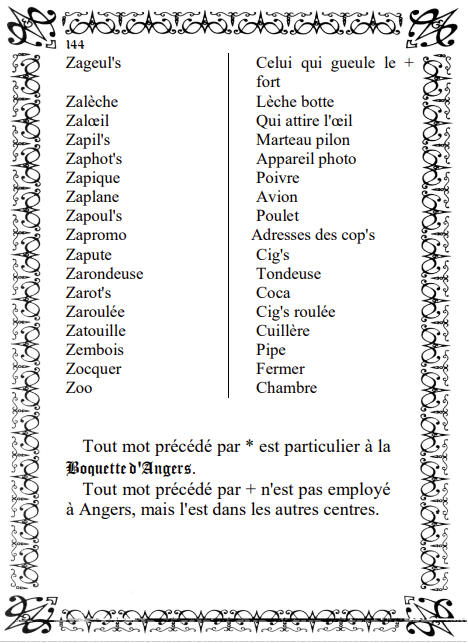 144
Zageul's Celui qui gueule le +
fort
Zalèche Lèche botte
Zalœil Qui attire l'œil
Zapil's Marteau pilon
Zaphot's Appareil photo
Zapique Poivre
Zaplane Avion
Zapoul's Poulet
Zapromo Adresses des cop's
Zapute Cig's
Zarondeuse Tondeuse
Zarot's Coca
Zaroulée Cig's roulée
Zatouille Cuillère
Zembois Pipe
Zocquer Fermer
Zoo Chambre
Tout mot précédé par * est particulier à la
Boquette d'Angers.
Tout mot précédé par + n'est pas employé
à Angers, mais l'est dans les autres centres.